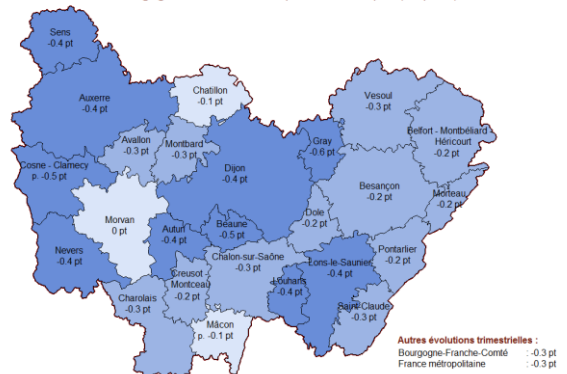 Sens
-0.4 pt
Auxerre
-0.4 pt
Chatillon
-0.1 pt
Vesoul
-0.3 pt
Avallon
-0.3 pt
Montbard
-0.3 pt
Gray
-0.6 pt
Belfort - Montbéliard
Héricourt
-0.2 pt
Cosne - Clamecy
p. -0.5 pt
Dijon
-0.4 pt
Besançon
-0.2 pt
Morteau
-0.2 pt
Morvan
0 pt
Dole
-0.2 pt
Autun
-0.4 pt
Beaune
-0.5 pt
Nevers
-0.4 pt
Chalon-sur-Saône
-0.3 pt
Lons-le-Saunier
-0.4 pt
Pontarlier
-0.2 pt
Creusot -
Montceau
-0.2 pt
Louhans
-0.4 pt
Charolais
-0.3 pt
Saint-Claude
-0.3 pt
Mâcon
p. -0.1 pt
Autres évolutions trimestrielles :
Bourgogne-Franche-Comté : -0.3 pt
France métropolitaine : -0.3 pt